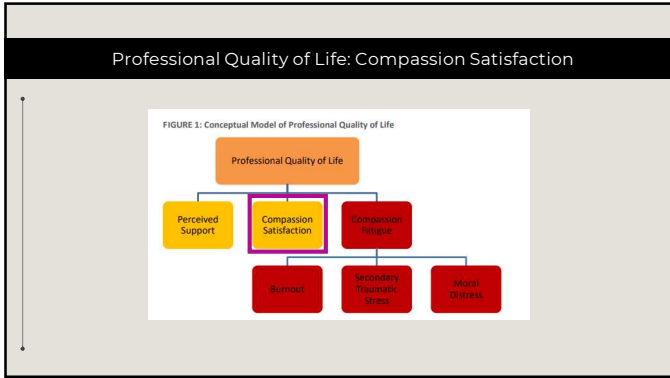 Professional Quality of Life: Compassion Satisfaction
FIGURE 1: Conceptual Model of Professional Quality of Life
Professional Quality of Life
Perceived
Support
Compassion
Satisfaction
Compassion
Fatigue
Burnout
Secondary
Traumatic
Stress
Moral
Distress